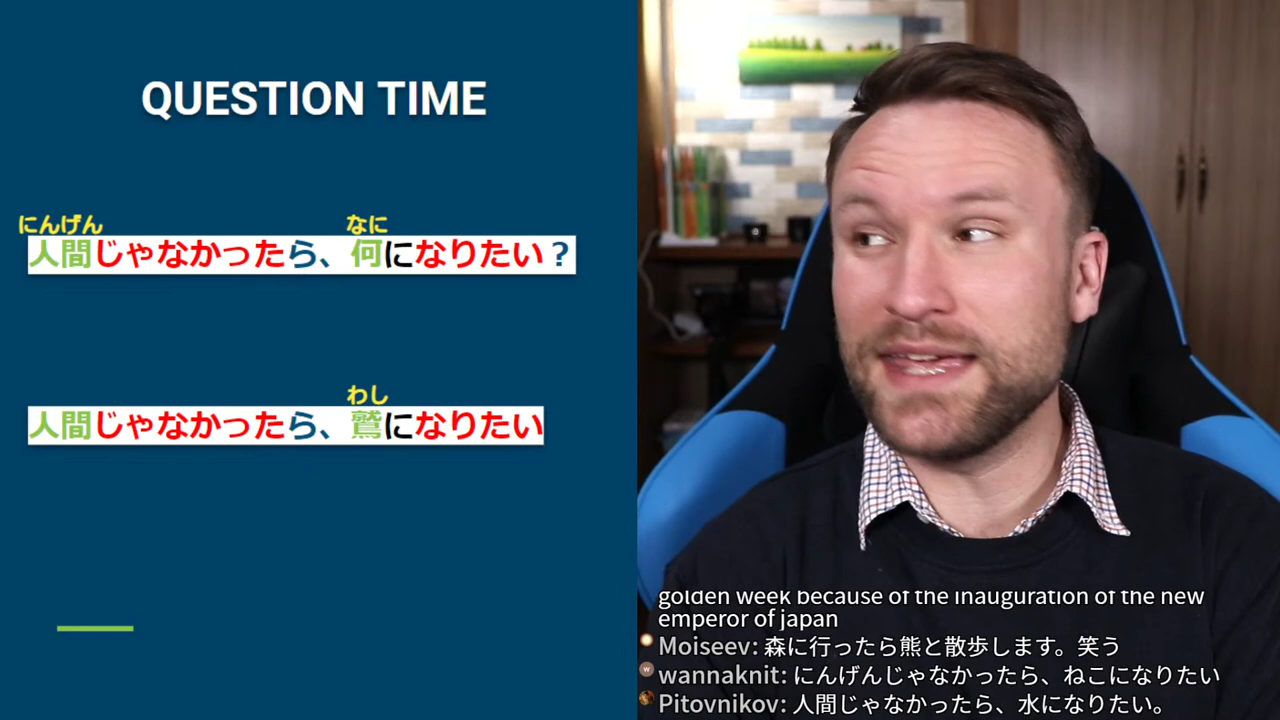 QUESTION TIME
にんげん なに
人間じゃなかったら、何になりたい？
わし
人間じゃなかったら、鷲になりたい
golden week because of the inauguration of the new
emperor of japan
Moiseev: 森に行ったら熊と散歩します。笑う
wannaknit: にんげんじゃなかったら、ねこになりたい
Pitovnikov: 人間じゃなかったら、水になりたい。